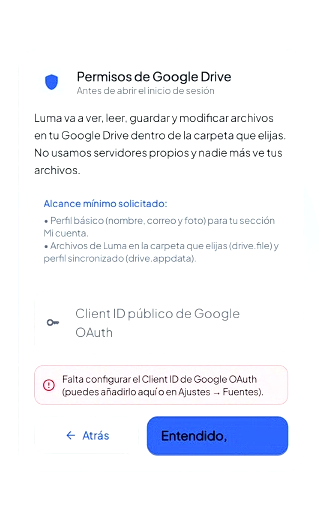 Permisos de Google Drive
Antes de abrir el inicio de sesión
Luma va a ver, leer, guardar y modificar archivos
en tu Google Drive dentro de la carpeta que elijas.
No usamos servidores propios y nadie más ve tus
archivos.
Alcance mínimo solicitado:
• Perfil básico (nombre, correo y foto) para tu sección
Mi cuenta.
• Archivos de Luma en la carpeta que elijas (drive.file) y
perfil sincronizado (drive.appdata).
Client ID público de Google
OAuth
Falta configurar el Client ID de Google OAuth
(puedes añadirlo aquí o en Ajustes → Fuentes).
← Atrás
Entendido,